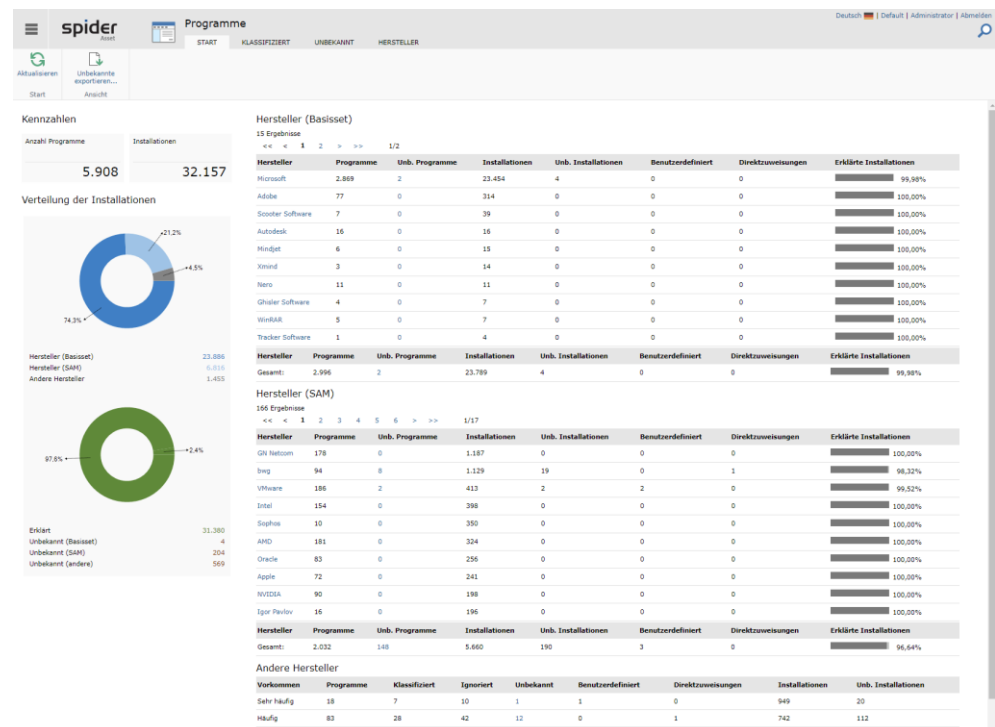 Deutsch | Default | Administrator | Abmelden
spider
Asset
Programme
START KLASSIFIZIERT UNBEKANNT HERSTELLER
Aktualisieren
Unbekannte exportieren...
Start Ansicht
Kennzahlen
Anzahl Programme
5.908
Installationen
32.157
Verteilung der Installationen
21,2%
4.5%
74,3%
Hersteller (Basisset) 23.886
Hersteller (SAM) 6.816
Andere Hersteller 1.455
97.6%
2.4%
Erklärt 31.380
Unbekannt (Basisset) 4
Unbekannt (SAM) 204
Unbekannt (andere) 569
Hersteller (Basisset)
15 Ergebnisse
<< < 1 2 > >> 1/2
Hersteller Programme Unb. Programme Installationen Unb. Installationen Benutzerdefiniert Direktzuweisungen Erklärte Installationen
Microsoft 2.869 2 23.454 4 0 0 99,98%
Adobe 77 0 314 0 0 0 100,00%
Scooter Software 7 0 39 0 0 0 100,00%
Autodesk 16 0 16 0 0 0 100,00%
Mindjet 6 0 15 0 0 0 100,00%
Xmind 3 0 14 0 0 0 100,00%
Nero 11 0 11 0 0 0 100,00%
Ghisler Software 4 0 7 0 0 0 100,00%
WinRAR 5 0 7 0 0 0 100,00%
Tracker Software 1 0 4 0 0 0 100,00%
Hersteller Programme Unb. Programme Installationen Unb. Installationen Benutzerdefiniert Direktzuweisungen Erklärte Installationen
Gesamt: 2.996 2 23.789 4 0 0 99,98%
Hersteller (SAM)
166 Ergebnisse
<< < 1 2 3 4 5 6 > >> 1/17
Hersteller Programme Unb. Programme Installationen Unb. Installationen Benutzerdefiniert Direktzuweisungen Erklärte Installationen
GN Netcom 178 0 1.187 0 0 0 100,00%
bwg 94 8 1.129 19 0 1 98,32%
VMware 186 2 413 2 2 0 99,52%
Intel 154 0 398 0 0 0 100,00%
Sophos 10 0 350 0 0 0 100,00%
AMD 181 0 324 0 0 0 100,00%
Oracle 83 0 256 0 0 0 100,00%
Apple 72 0 241 0 0 0 100,00%
NVIDIA 90 0 198 0 0 0 100,00%
Igor Pavlov 16 0 196 0 0 0 100,00%
Hersteller Programme Unb. Programme Installationen Unb. Installationen Benutzerdefiniert Direktzuweisungen Erklärte Installationen
Gesamt: 2.032 148 5.660 190 3 0 96,64%
Andere Hersteller
Vorkommen Programme Klassifiziert Ignoriert Unbekannt Benutzerdefiniert Direktzuweisungen Installationen Unb. Installationen
Sehr häufig 18 7 10 1 1 0 949 20
Häufig 83 28 42 12 0 1 742 112